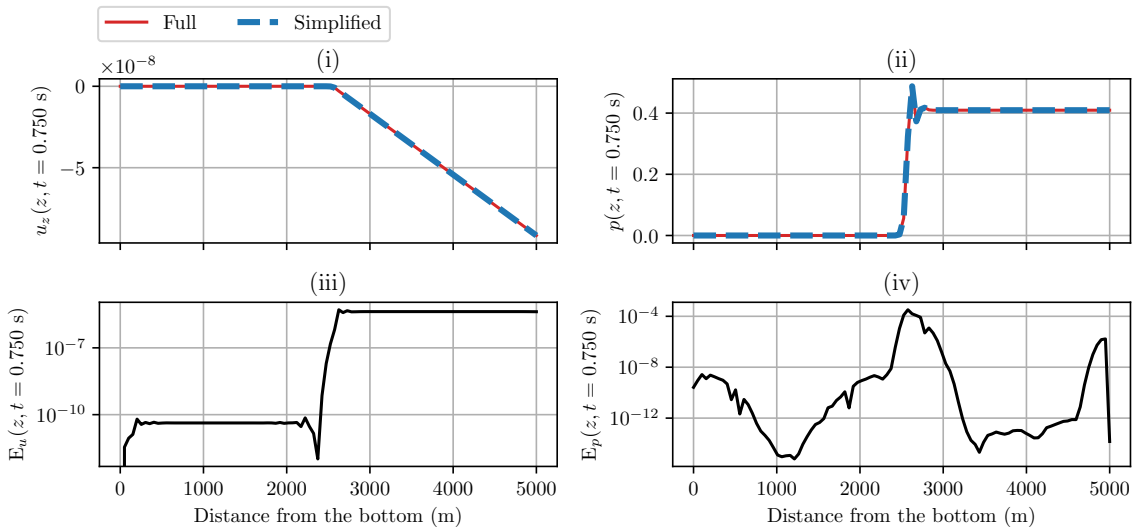 Full Simplified
×10⁻⁸ (i)
0
−5
u_z(z, t = 0.750 s)
(ii)
0.4
0.2
0.0
p(z, t = 0.750 s)
(iii)
10⁻⁷
10⁻¹⁰
E_u(z, t = 0.750 s)
0 1000 2000 3000 4000 5000
Distance from the bottom (m)
(iv)
10⁻⁴
10⁻⁸
10⁻¹²
E_p(z, t = 0.750 s)
0 1000 2000 3000 4000 5000
Distance from the bottom (m)